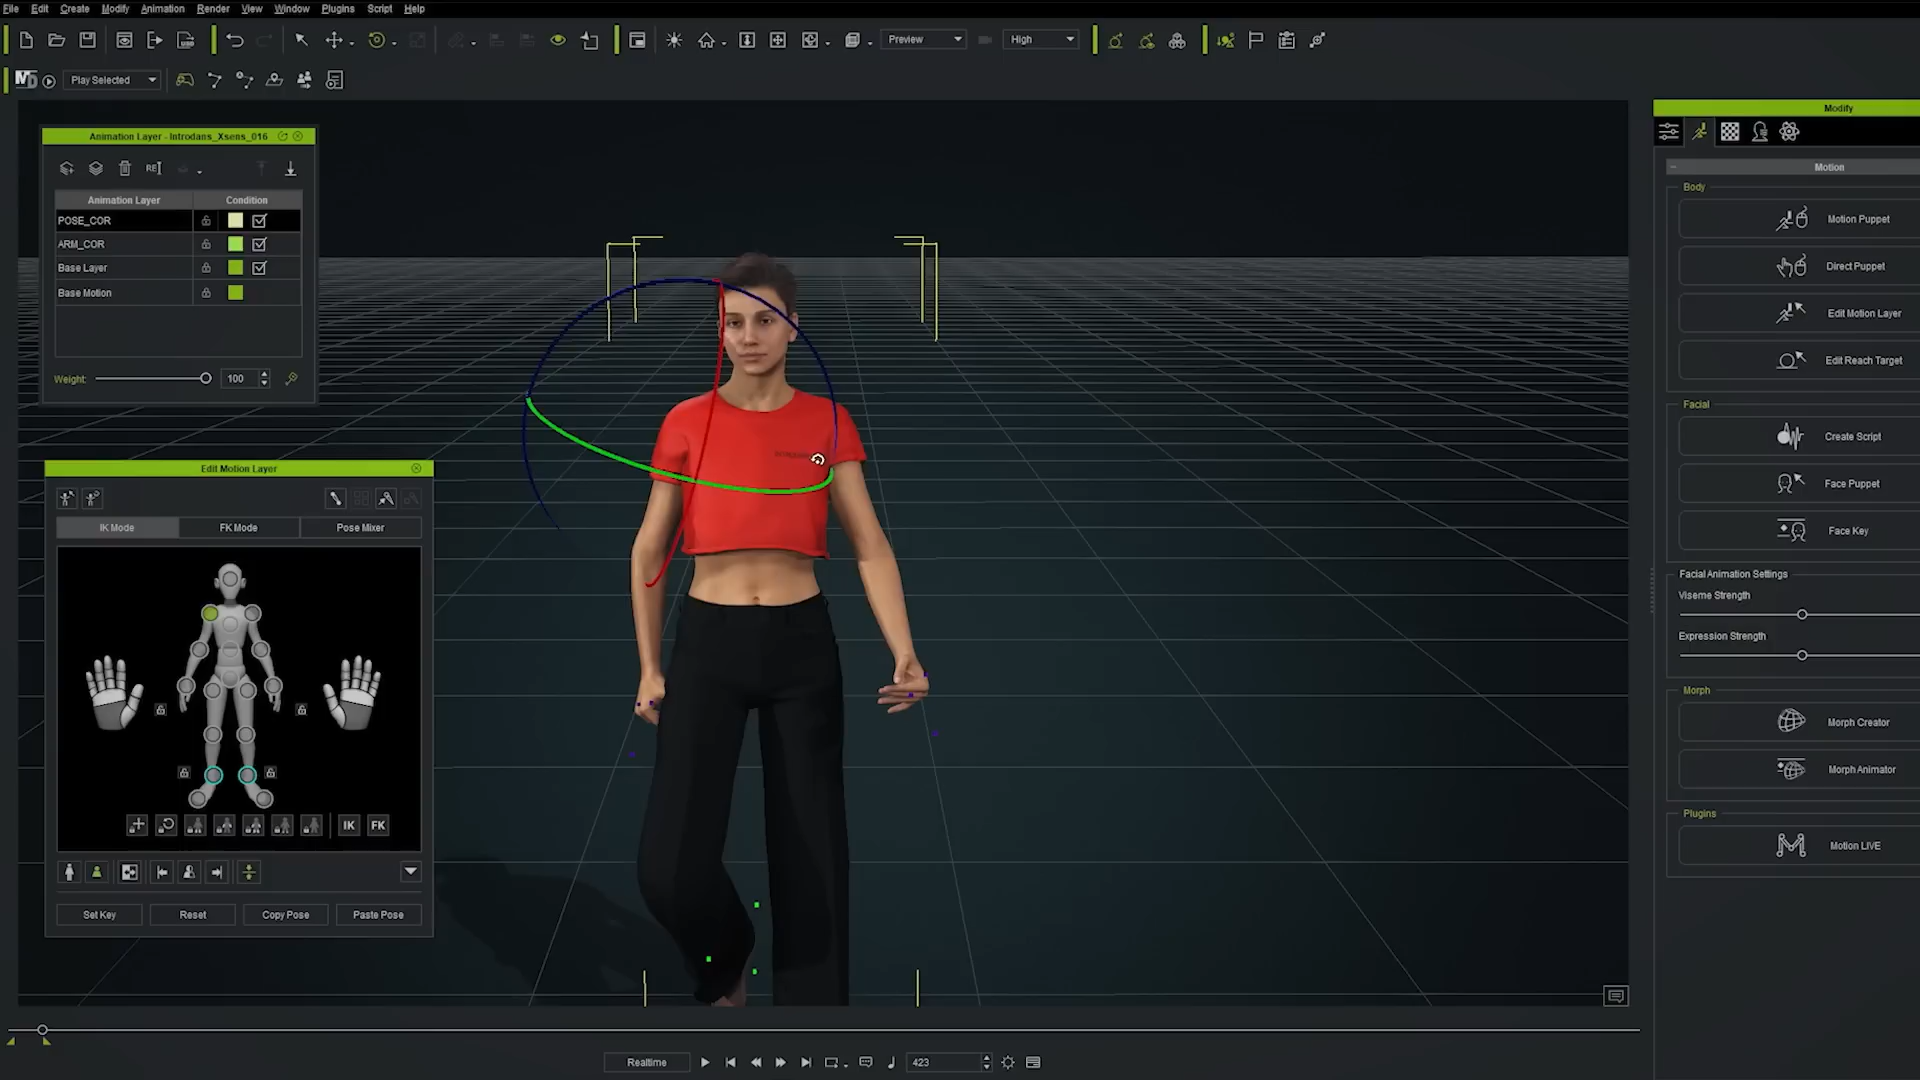 File Edit Create Modify Animation Render View Window Plugins Script Help
Preview High
Play Selected
Modify
Animation Layer - Introdans_Xsens_016
REI
Animation Layer Condition
POSE_COR
ARM_COR
Base Layer
Base Motion
Weight: 100
Motion
Body
Motion Puppet
Direct Puppet
Edit Motion Layer
Edit Reach Target
Facial
Create Script
Face Puppet
Face Key
Facial Animation Settings
Viseme Strength
Expression Strength
Morph
Morph Creator
Morph Animator
Plugins
Motion LIVE
Edit Motion Layer
IK Mode FK Mode Pose Mixer
IK FK
Set Key Reset Copy Pose Paste Pose
Realtime 423